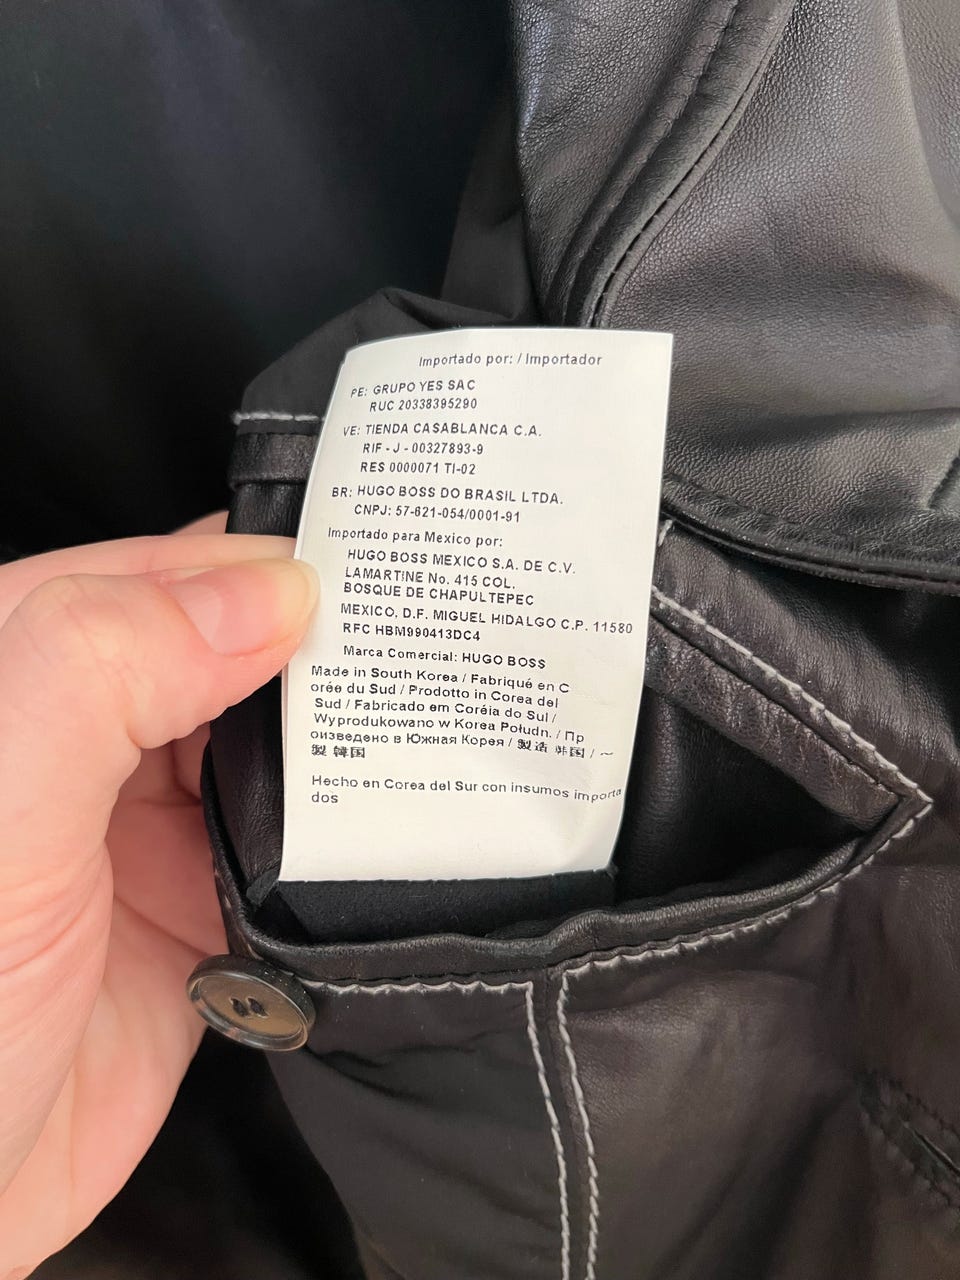 Importado por: / Importador
PE: GRUPO YES SAC
RUC 20338395290
VE: TIENDA CASABLANCA C.A.
RIF - J - 00327893-9
RES 0000071 TI-02
BR: HUGO BOSS DO BRASIL LTDA.
CNPJ: 57-621-054/0001-91
Importado para Mexico por:
HUGO BOSS MEXICO S.A. DE C.V.
LAMARTINE No. 415 COL.
BOSQUE DE CHAPULTEPEC
MEXICO, D.F. MIGUEL HIDALGO C.P. 11580
RFC HBM990413DC4
Marca Comercial: HUGO BOSS
Made in South Korea / Fabriqué en C
orée du Sud / Prodotto in Corea del
Sud / Fabricado em Coréia do Sul /
Wyprodukowano w Korea Połudn. / Пр
оизведено в Южная Корея / 製造 韩国 / ～
製 韓国
Hecho en Corea del Sur con insumos importa
dos